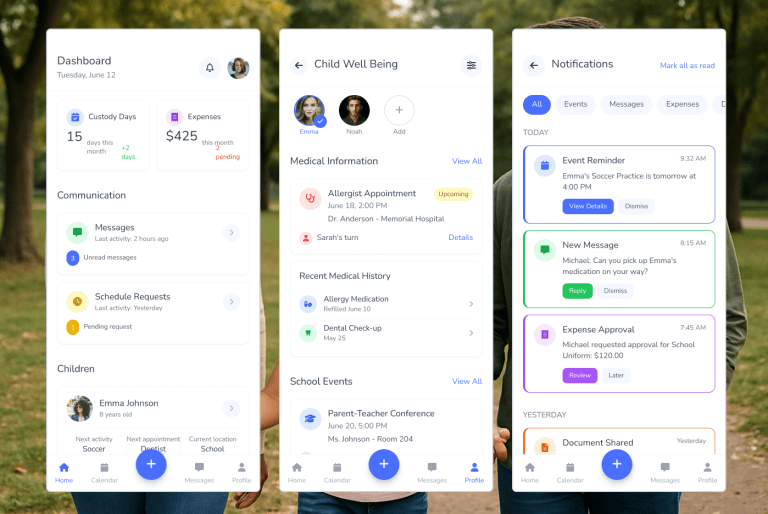 Dashboard
Tuesday, June 12
Custody Days
15 days this month +2 days
Expenses
$425 this month 2 pending
Communication
Messages
Last activity: 2 hours ago
3 Unread messages
Schedule Requests
Last activity: Yesterday
1 Pending request
Children
Emma Johnson
8 years old
Next activity Next appointment Current location
Soccer Dentist School
Home Calendar + Messages Profile
Child Well Being
Emma Noah + Add
Medical Information View All
Allergist Appointment Upcoming
June 18, 2:00 PM
Dr. Anderson - Memorial Hospital
Sarah's turn Details
Recent Medical History
Allergy Medication
Refilled June 10
Dental Check-up
May 25
School Events View All
Parent-Teacher Conference
June 20, 5:00 PM
Ms. Johnson - Room 204
Home Calendar + Messages Profile
Notifications Mark all as read
All Events Messages Expenses
TODAY
Event Reminder 9:32 AM
Emma's Soccer Practice is tomorrow at
4:00 PM
View Details Dismiss
New Message 8:15 AM
Michael: Can you pick up Emma's
medication on your way?
Reply Dismiss
Expense Approval 7:45 AM
Michael requested approval for School
Uniform: $120.00
Review Later
YESTERDAY
Document Shared Yesterday
Home Calendar + Messages Profile